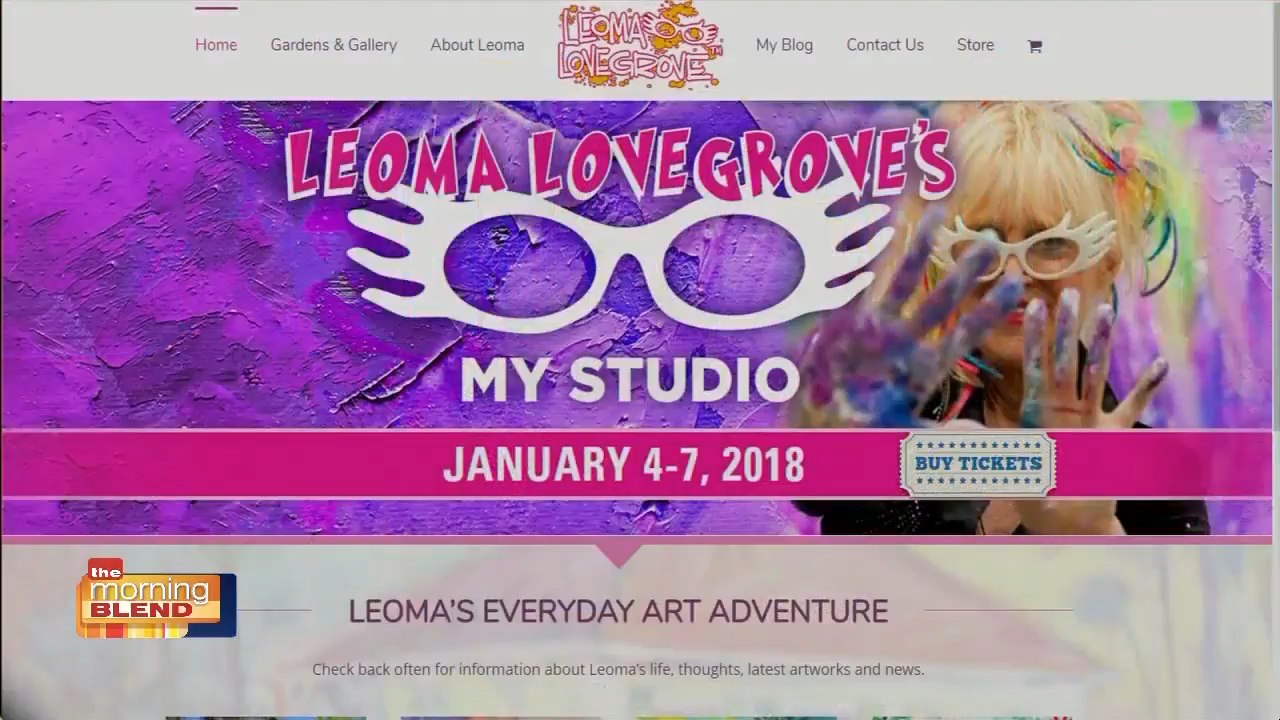 Home
Gardens & Gallery
About Leoma
LEOMA
LOVEGROVE™
My Blog
Contact Us
Store
LEOMA LOVEGROVE'S
MY STUDIO
JANUARY 4-7, 2018
BUY TICKETS
the
morning
BLEND
LEOMA'S EVERYDAY ART ADVENTURE
Check back often for information about Leoma's life, thoughts, latest artworks and news.